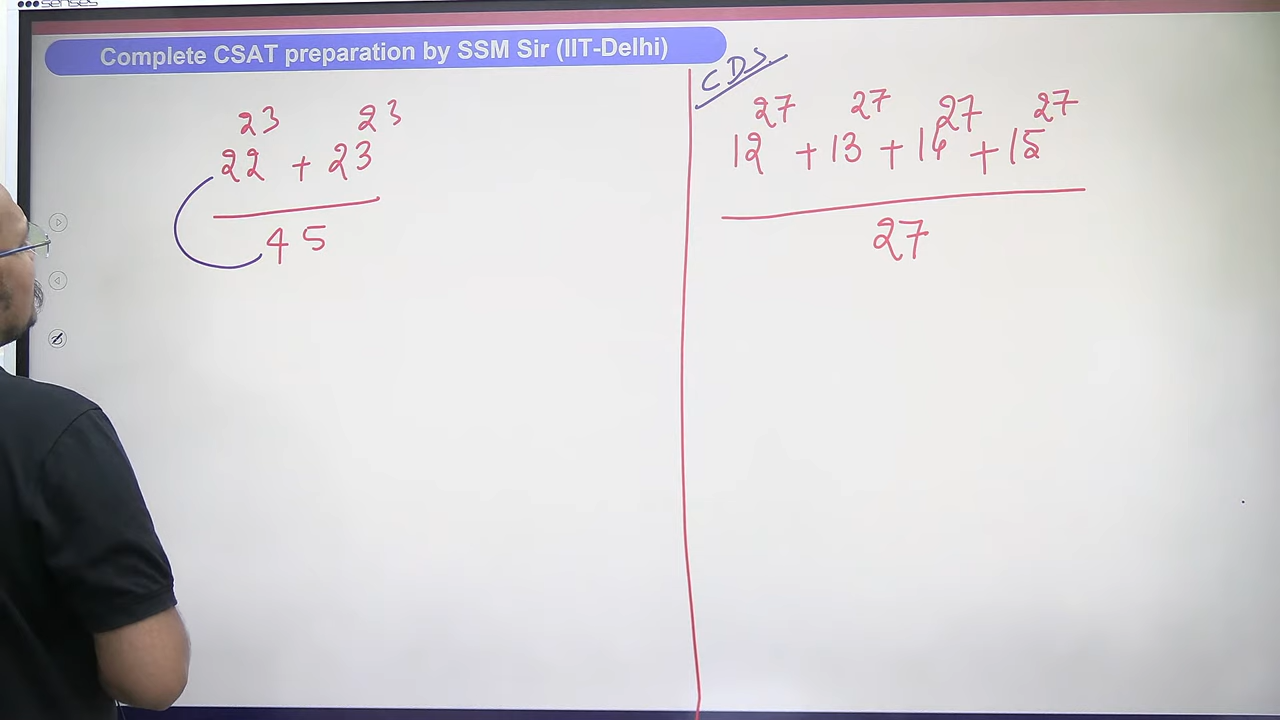 senses
Complete CSAT preparation by SSM Sir (IIT-Delhi)
23 23
22 + 23
45
CDS.
27 27 27 27
12 + 13 + 14 + 15
27